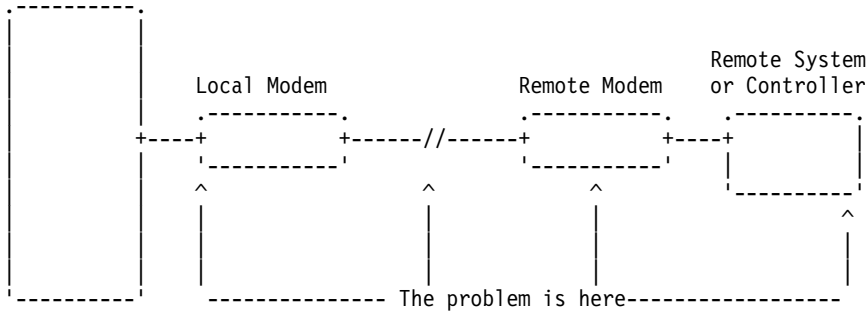 Remote System
Local Modem Remote Modem or Controller
The problem is here